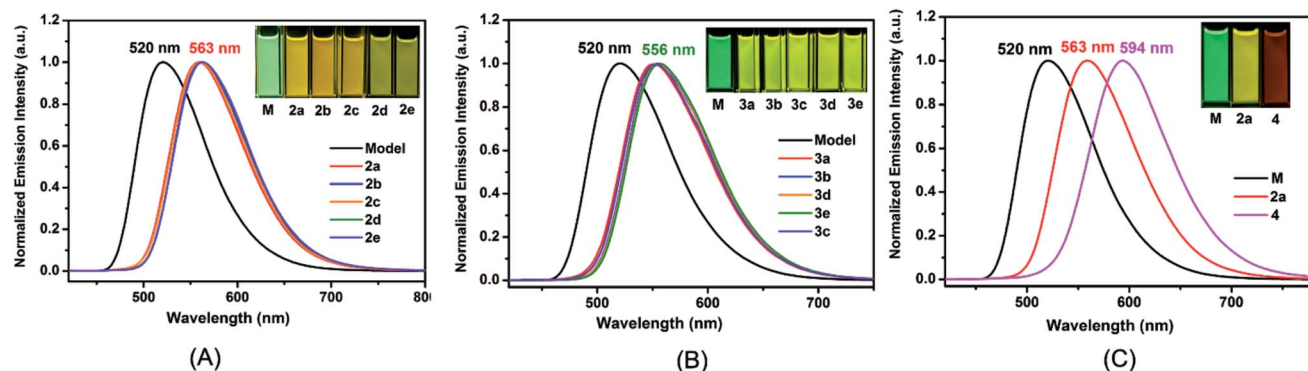 1.2
1.0
0.8
0.6
0.4
0.2
0.0
Normalized Emission Intensity (a.u.)
520 nm 563 nm
M 2a 2b 2c 2d 2e
Model
2a
2b
2c
2d
2e
500 600 700 800
Wavelength (nm)
(A)
1.2
1.0
0.8
0.6
0.4
0.2
0.0
Normalized Emission Intensity (a.u.)
520 nm 556 nm
M 3a 3b 3c 3d 3e
Model
3a
3b
3d
3e
3c
500 600 700
Wavelength (nm)
(B)
1.2
1.0
0.8
0.6
0.4
0.2
0.0
Normalized Emission Intensity (a.u.)
520 nm 563 nm 594 nm
M 2a 4
M
2a
4
500 600 700
Wavelength (nm)
(C)